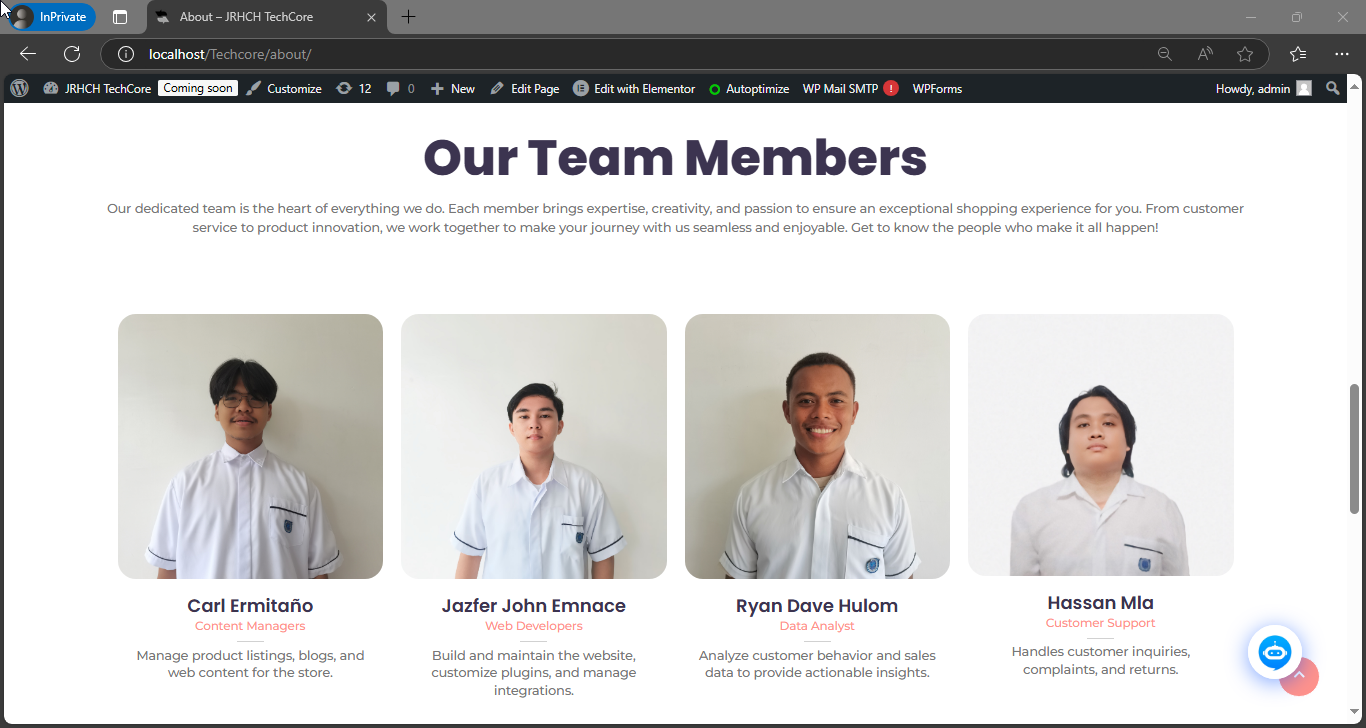 InPrivate
About – JRHCH TechCore
localhost/Techcore/about/
JRHCH TechCore Coming soon Customize 12 0 New Edit Page Edit with Elementor Autoptimize WP Mail SMTP ! WPForms Howdy, admin
Our Team Members
Our dedicated team is the heart of everything we do. Each member brings expertise, creativity, and passion to ensure an exceptional shopping experience for you. From customer
service to product innovation, we work together to make your journey with us seamless and enjoyable. Get to know the people who make it all happen!
Carl Ermitaño
Content Managers
Manage product listings, blogs, and
web content for the store.
Jazfer John Emnace
Web Developers
Build and maintain the website,
customize plugins, and manage
integrations.
Ryan Dave Hulom
Data Analyst
Analyze customer behavior and sales
data to provide actionable insights.
Hassan Mla
Customer Support
Handles customer inquiries,
complaints, and returns.